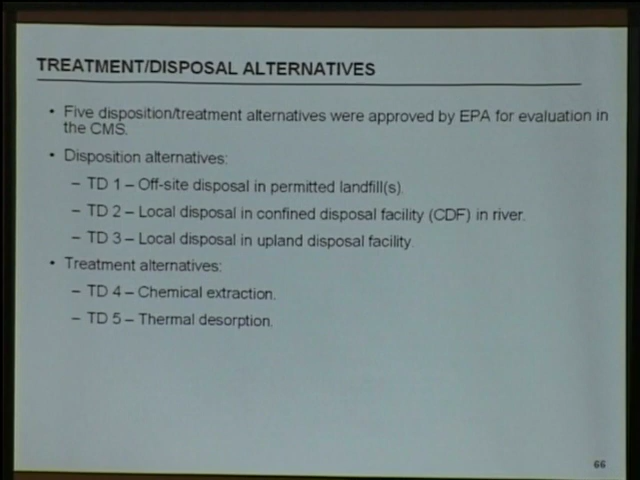 TREATMENT/DISPOSAL ALTERNATIVES
• Five disposition/treatment alternatives were approved by EPA for evaluation in
the CMS.
• Disposition alternatives:
– TD 1 – Off-site disposal in permitted landfill(s).
– TD 2 – Local disposal in confined disposal facility (CDF) in river.
– TD 3 – Local disposal in upland disposal facility.
• Treatment alternatives:
– TD 4 – Chemical extraction.
– TD 5 – Thermal desorption.
66